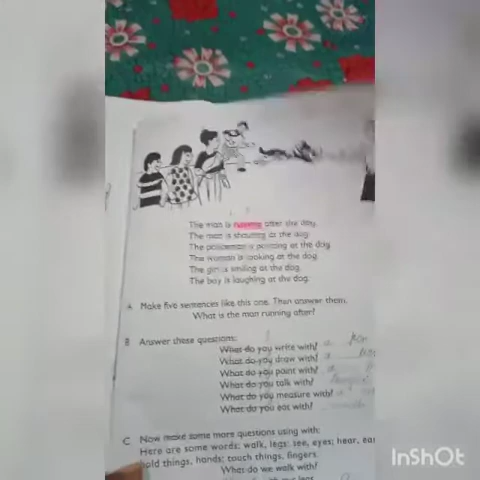 The man is running after the dog.
The man is shouting at the dog.
The policeman is pointing at the dog.
The woman is looking at the dog.
The girl is smiling at the dog.
The boy is laughing at the dog.
A Make five sentences like this one. Then answer them.
What is the man running after?
B Answer these questions:
What do you write with? a pen
What do you draw with? a
What do you paint with? a
What do you talk with?
What do you measure with? a
What do you eat with?
C Now make some more questions using with:
Here are some words: walk, legs; see, eyes; hear, ears
hold things, hands; touch things, fingers.
What do we walk with?
our legs
InShOt